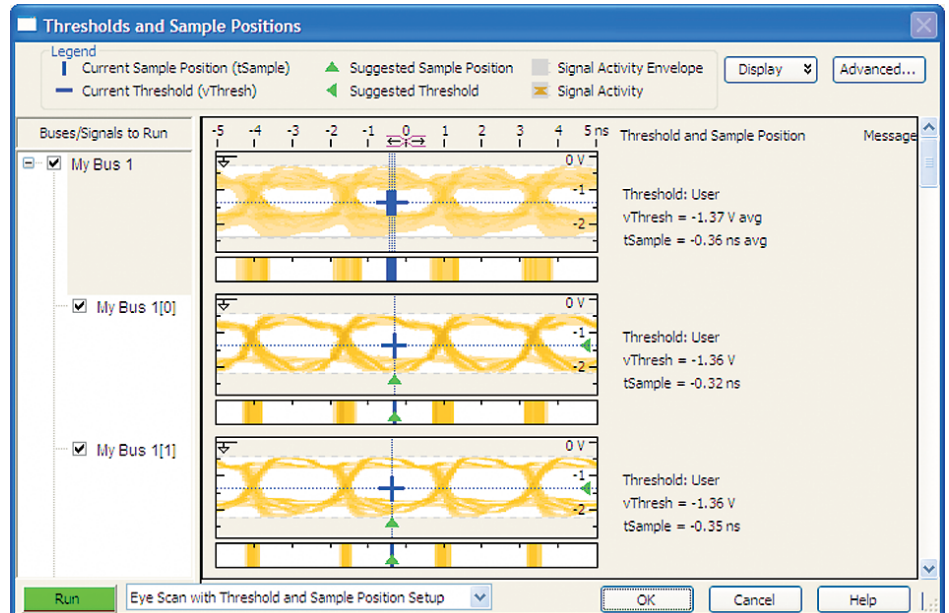 Thresholds and Sample Positions
Legend
Current Sample Position (tSample)
Suggested Sample Position
Signal Activity Envelope
Current Threshold (vThresh)
Suggested Threshold
Signal Activity
Display
Advanced...
Buses/Signals to Run
-5 -4 -3 -2 -1 0 1 2 3 4 5 ns
Threshold and Sample Position
Message
My Bus 1
0 V
-1
-2
Threshold: User
vThresh = -1.37 V avg
tSample = -0.36 ns avg
My Bus 1[0]
0 V
-1
-2
Threshold: User
vThresh = -1.36 V
tSample = -0.32 ns
My Bus 1[1]
0 V
-1
-2
Threshold: User
vThresh = -1.36 V
tSample = -0.35 ns
Run
Eye Scan with Threshold and Sample Position Setup
OK
Cancel
Help